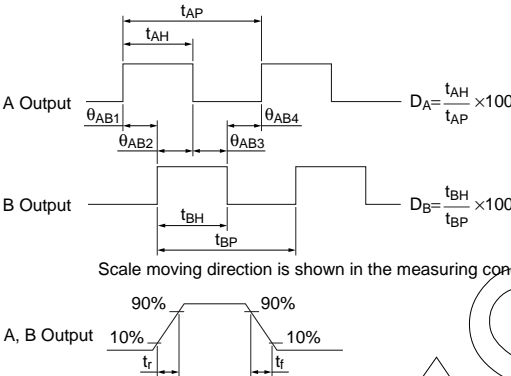 tAP
tAH
A Output
DA= tAH/tAP ×100
θAB1 θAB4
θAB2 θAB3
B Output
DB= tBH/tBP ×100
tBH
tBP
Scale moving direction is shown in the measuring
90% 90%
A, B Output 10% 10%
tr tf